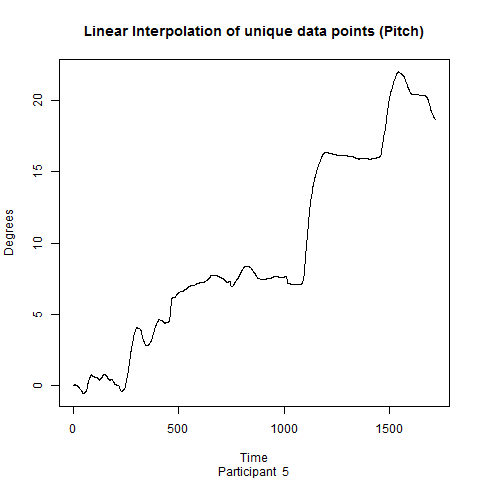 Linear Interpolation of unique data points (Pitch)
20
15
10
5
0
Degrees
0 500 1000 1500
Time
Participant 5